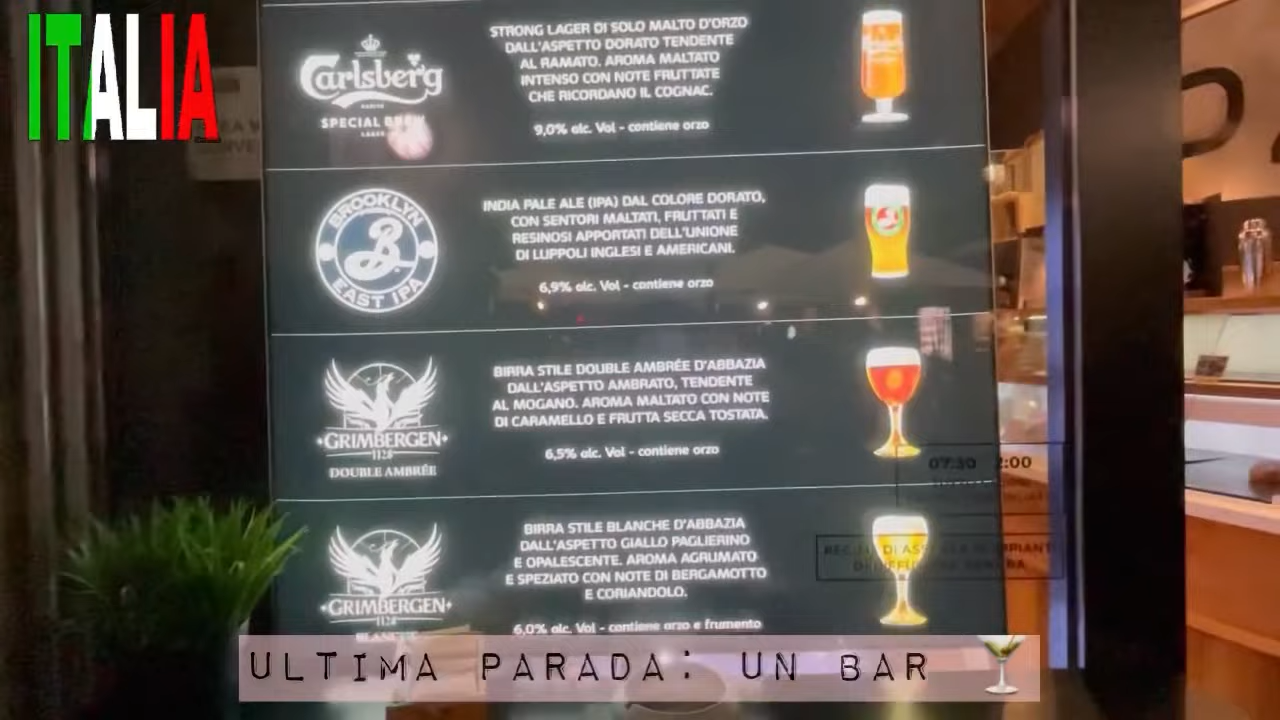 ITALIA
Carlsberg
SPECIAL BREW
STRONG LAGER DI SOLO MALTO D'ORZO
DALL'ASPETTO DORATO TENDENTE
AL RAMATO. AROMA MALTATO
INTENSO CON NOTE FRUTTATE
CHE RICORDANO IL COGNAC.
9,0% alc. Vol - contiene orzo
BROOKLYN
B
EAST IPA
INDIA PALE ALE (IPA) DAL COLORE DORATO,
CON SENTORI MALTATI, FRUTTATI E
RESINOSI APPORTATI DELL'UNIONE
DI LUPPOLI INGLESI E AMERICANI.
6,9% alc. Vol - contiene orzo
GRIMBERGEN
1128
DOUBLE AMBRÉE
BIRRA STILE DOUBLE AMBRÉE D'ABBAZIA
DALL'ASPETTO AMBRATO, TENDENTE
AL MOGANO. AROMA MALTATO CON NOTE
DI CARAMELLO E FRUTTA SECCA TOSTATA.
6,5% alc. Vol - contiene orzo
07:30
GRIMBERGEN
1128
BIRRA STILE BLANCHE D'ABBAZIA
DALL'ASPETTO GIALLO PAGLIERINO
E OPALESCENTE. AROMA AGRUMATO
E SPEZIATO CON NOTE DI BERGAMOTTO
E CORIANDOLO.
6,0% alc. Vol - contiene orzo e frumento
ULTIMA PARADA: UN BAR